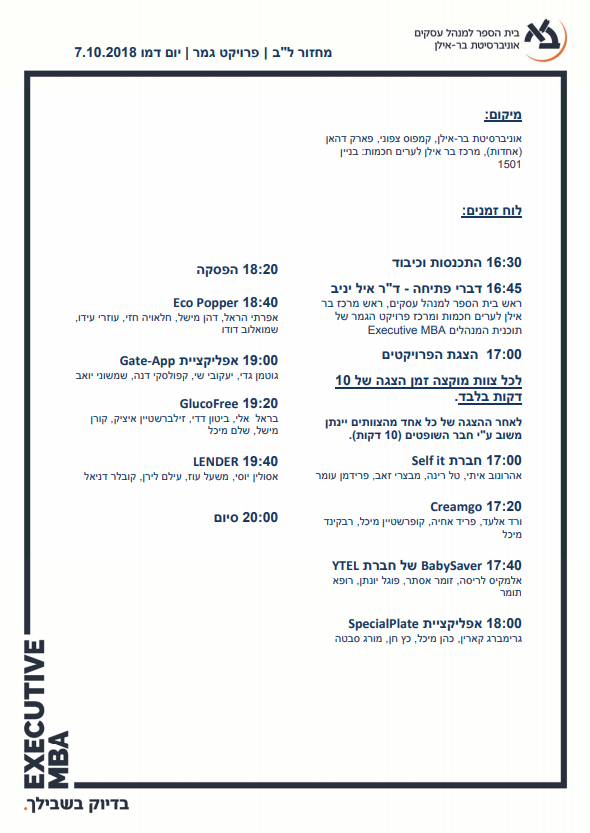 בית הספר למנהל עסקים
אוניברסיטת בר-אילן
מחזור ל"ב | פרויקט גמר | יום דמו 7.10.2018
מיקום:
אוניברסיטת בר-אילן, קמפוס צפוני, פארק דהאן
(אחדות), מרכז בר אילן לערים חכמות: בניין
1501
לוח זמנים:
16:30 התכנסות וכיבוד
16:45 דברי פתיחה - ד"ר איל יניב
ראש בית הספר למנהל עסקים, ראש מרכז בר
אילן לערים חכמות ומרכז פרויקט הגמר של
תוכנית המנהלים Executive MBA
17:00 הצגת הפרויקטים
לכל צוות מוקצה זמן הצגה של 10
דקות בלבד.
לאחר ההצגה של כל אחד מהצוותים יינתן
משוב ע"י חבר השופטים (10 דקות).
17:00 חברת Self it
אהרונוב איתי, טל רינה, מבצרי זאב, פרידמן עומר
17:20 Creamgo
ורד אלעד, פריד אחיה, קופרשטיין מיכל, רבקינד
מיכל
17:40 BabySaver של חברת YTEL
אלמקיס לריסה, זומר אסתר, פוגל יונתן, רופא
תומר
18:00 אפליקציית SpecialPlate
גרימברג קארין, כהן מיכל, כץ חן, מורג סבטה
18:20 הפסקה
18:40 Eco Popper
אפרתי הראל, דהן מישל, חלאויה חזי, עוזרי עידו,
שמואלוב דודו
19:00 אפליקציית Gate-App
גוטמן גדי, יעקובי שי, קפולסקי דנה, שמשוני יואב
19:20 GlucoFree
בראל אלי, ביטון דדי, זילברשטיין איציק, קורן
מישל, שלם מיכל
19:40 LENDER
אסולין יוסי, משעל עוז, עילם לירן, קובלר דניאל
20:00 סיום
EXECUTIVE
MBA
בדיוק בשבילך.